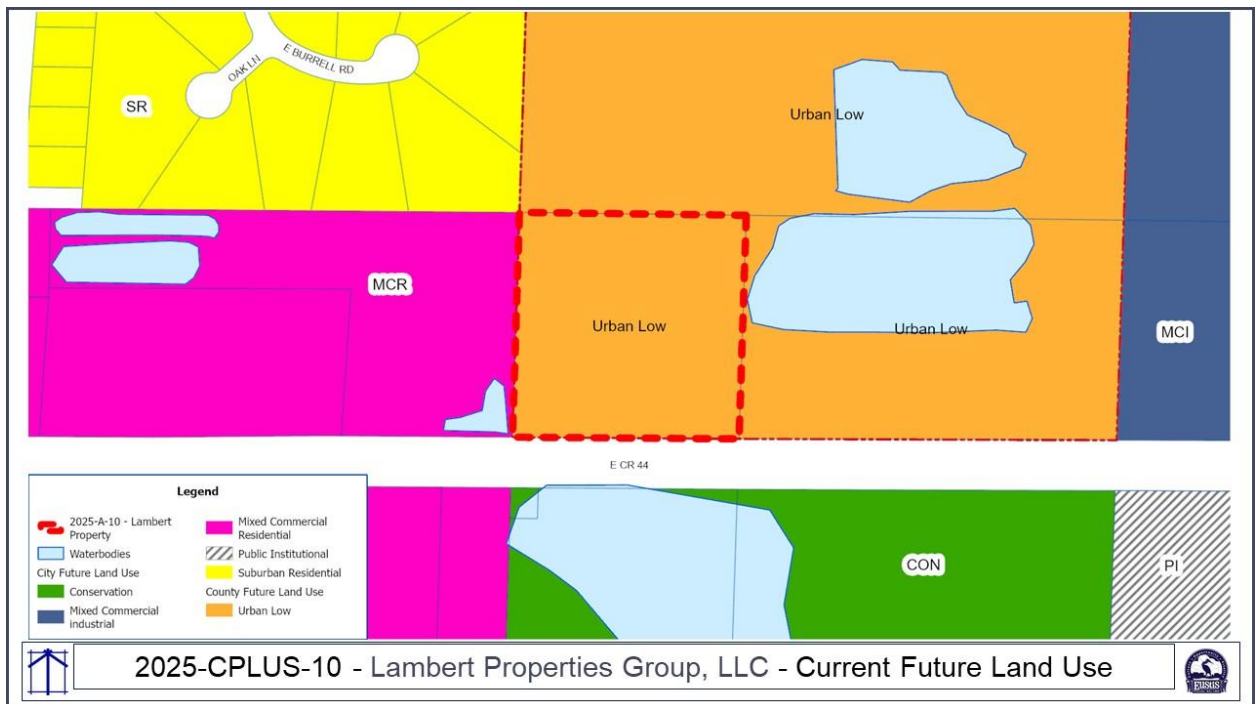 OAK LN
E BURRELL RD
SR
Urban Low
MCR
Urban Low
Urban Low
MCI
E CR 44
CON
PI
Legend
2025-A-10 - Lambert
Property
Waterbodies
City Future Land Use
Conservation
Mixed Commercial
industrial
Mixed Commercial
Residential
Public Institutional
Suburban Residential
County Future Land Use
Urban Low
2025-CPLUS-10 - Lambert Properties Group, LLC - Current Future Land Use